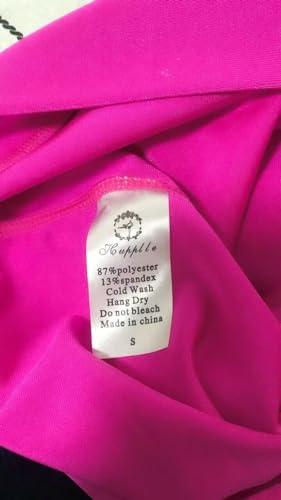 Hupplle
87%polyester
13%spandex
Cold Wash
Hang Dry
Do not bleach
Made in china
S